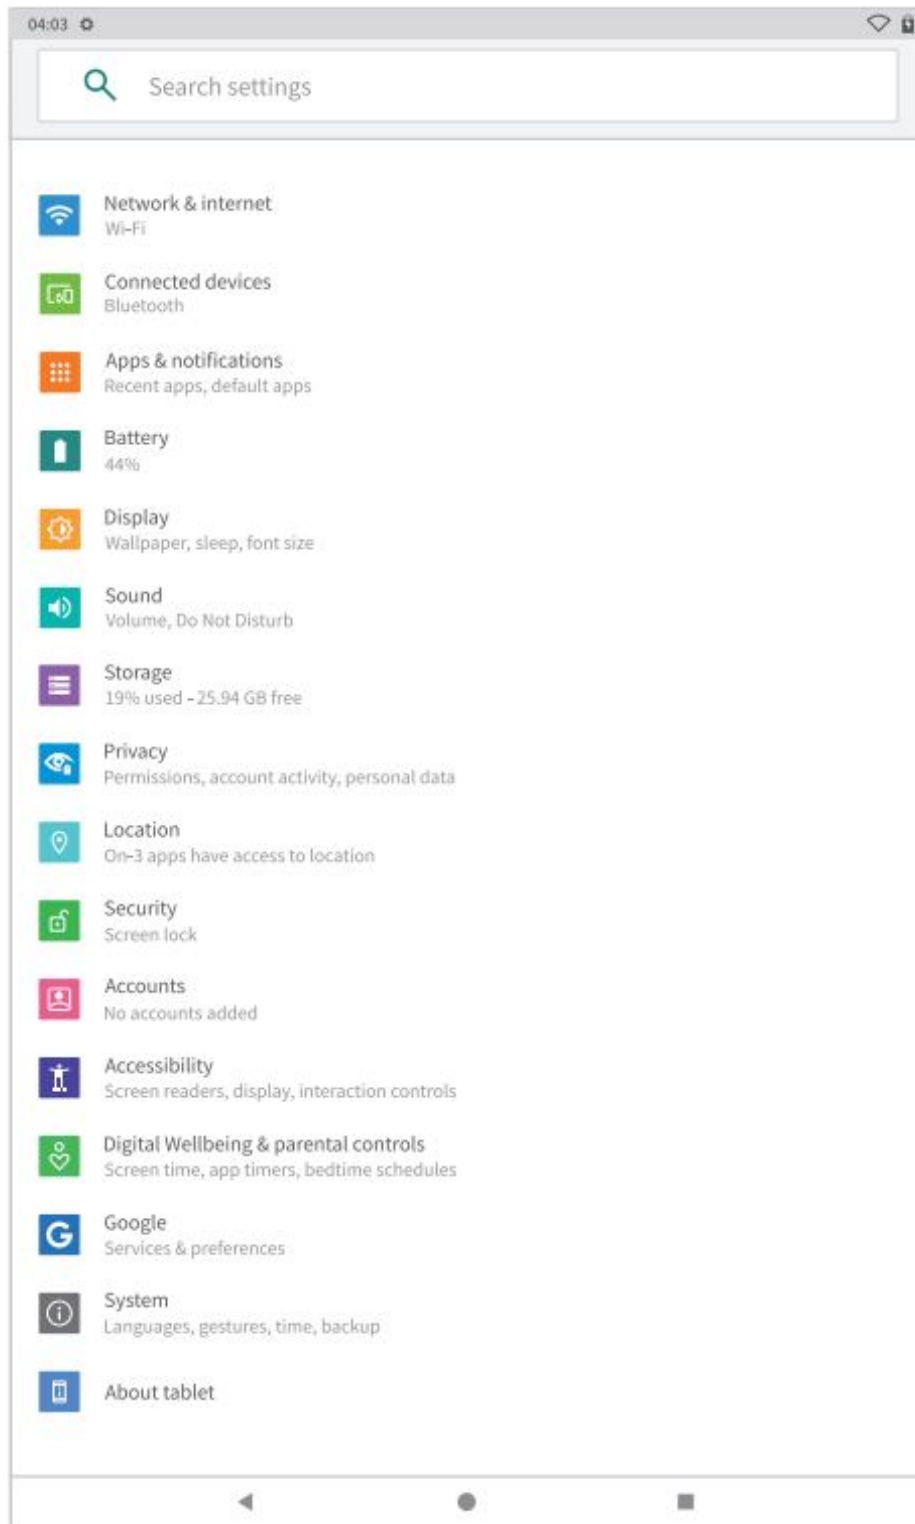 04:03
Search settings
Network & internet
Wi-Fi
Connected devices
Bluetooth
Apps & notifications
Recent apps, default apps
Battery
44%
Display
Wallpaper, sleep, font size
Sound
Volume, Do Not Disturb
Storage
19% used - 25.94 GB free
Privacy
Permissions, account activity, personal data
Location
On-3 apps have access to location
Security
Screen lock
Accounts
No accounts added
Accessibility
Screen readers, display, interaction controls
Digital Wellbeing & parental controls
Screen time, app timers, bedtime schedules
G
Google
Services & preferences
System
Languages, gestures, time, backup
About tablet